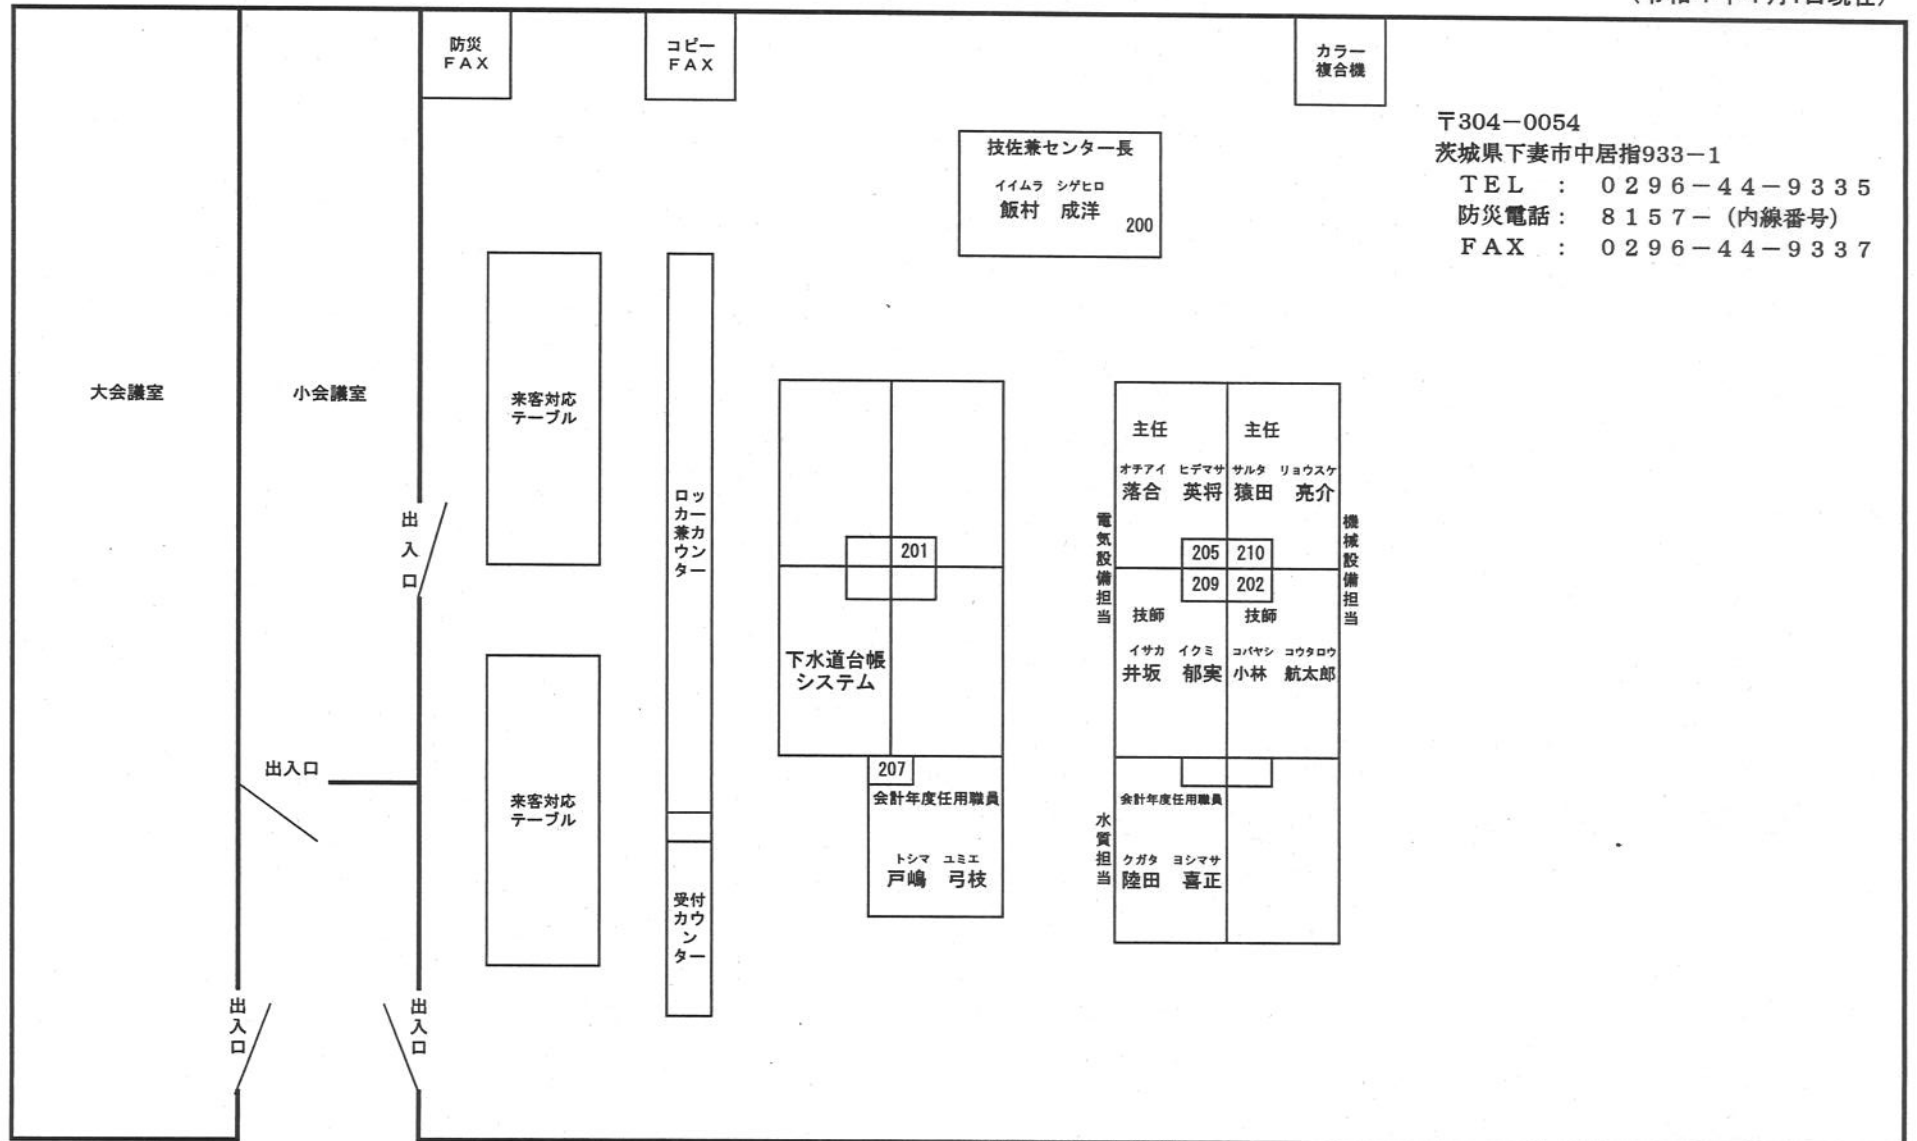 防災
FAX
コピー
FAX
カラー
複合機
〒304-0054
茨城県下妻市中居指933-1
TEL : 0296-44-9335
防災電話: 8157-(内線番号)
FAX : 0296-44-9337
技佐兼センター長
イイムラ シゲヒロ
飯村 成洋
200
大会議室
小会議室
来客対応
テーブル
出入口
ロッカー兼カウンター
201
下水道台帳
システム
主任
主任
オチアイ ヒデマサ
サルタ リョウスケ
落合 英将
猿田 亮介
電気設備担当
機械設備担当
205
210
209
202
技師
技師
イサカ イクミ
コバヤシ コウタロウ
井坂 郁実
小林 航太郎
出入口
来客対応
テーブル
207
会計年度任用職員
トシマ ユミエ
戸嶋 弓枝
会計年度任用職員
水質担当
クガタ ヨシマサ
陸田 喜正
受付カウンター
出入口
出入口